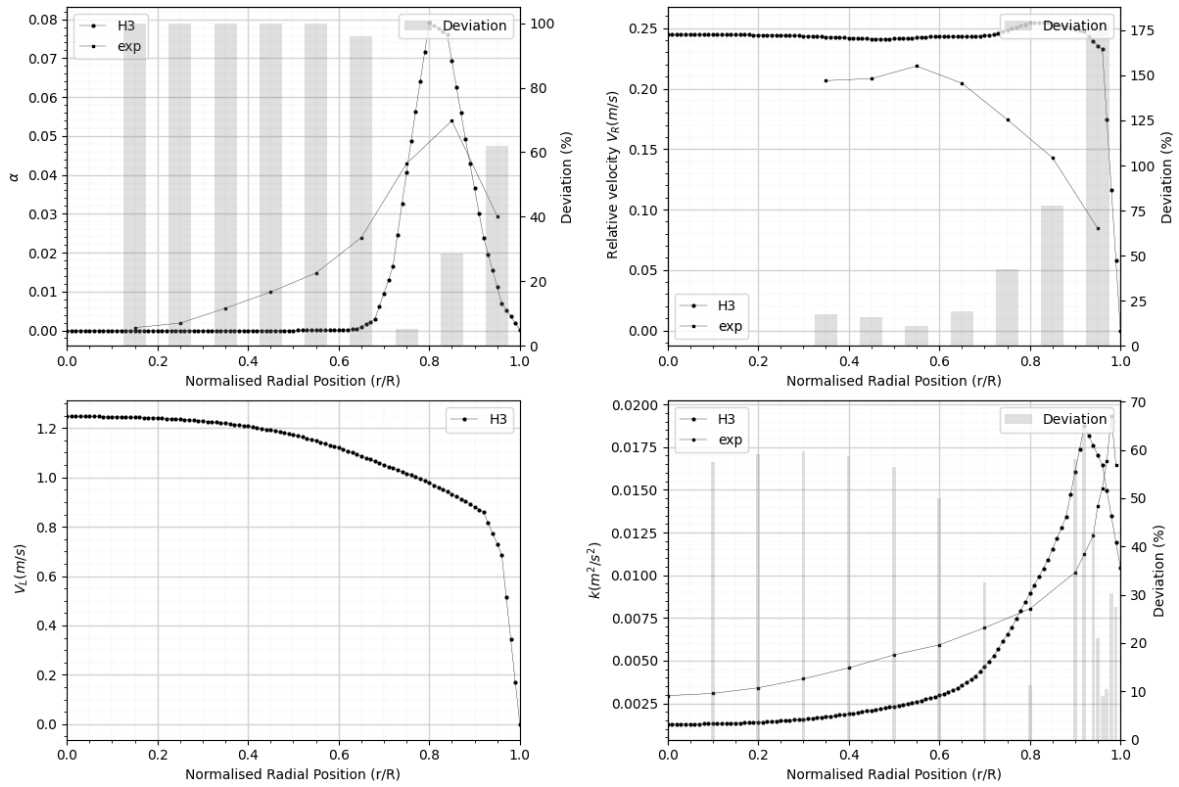 0.08
0.07
0.06
0.05
0.04
0.03
0.02
0.01
0.00
α
H3
exp
Deviation
100
80
60
40
20
0
Deviation (%)
0.0 0.2 0.4 0.6 0.8 1.0
Normalised Radial Position (r/R)
0.25
0.20
0.15
0.10
0.05
0.00
Relative velocity V_R(m/s)
Deviation
H3
exp
175
150
125
100
75
50
25
0
Deviation (%)
0.0 0.2 0.4 0.6 0.8 1.0
Normalised Radial Position (r/R)
1.2
1.0
0.8
0.6
0.4
0.2
0.0
V_L(m/s)
H3
0.0 0.2 0.4 0.6 0.8 1.0
Normalised Radial Position (r/R)
0.0200
0.0175
0.0150
0.0125
0.0100
0.0075
0.0050
0.0025
k(m²/s²)
H3
exp
Deviation
70
60
50
40
30
20
10
0
Deviation (%)
0.0 0.2 0.4 0.6 0.8 1.0
Normalised Radial Position (r/R)